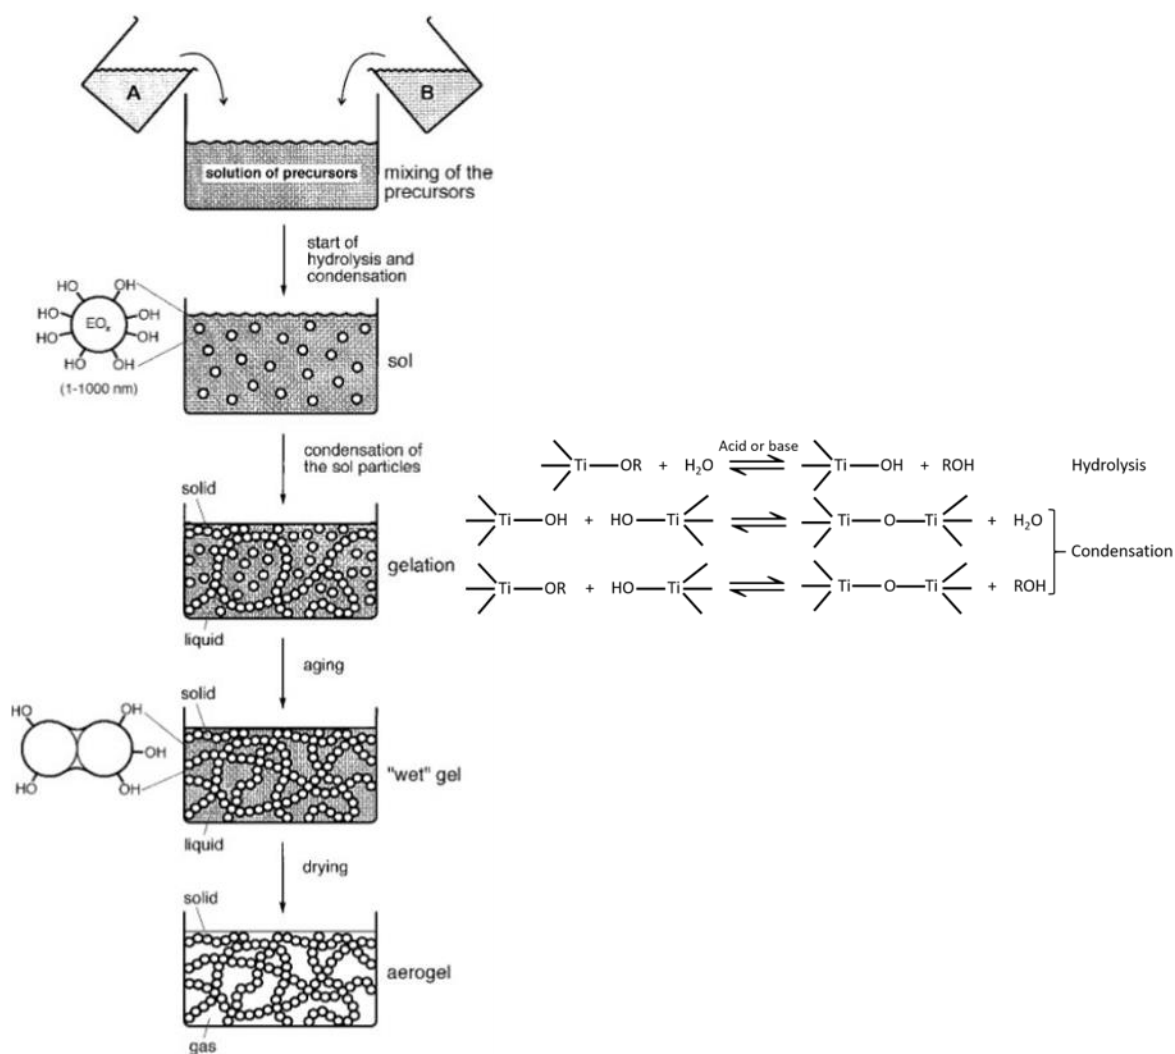 A
B
solution of precursors
mixing of the
precursors
start of
hydrolysis and
condensation
HO
OH
HO
OH
EOx
HO
OH
HO
OH
(1-1000 nm)
sol
condensation of
the sol particles
solid
gelation
liquid
Acid or base
Ti—OR + H2O ⇌ Ti—OH + ROH Hydrolysis
Ti—OH + HO—Ti ⇌ Ti—O—Ti + H2O
Condensation
Ti—OR + HO—Ti ⇌ Ti—O—Ti + ROH
aging
solid
HO
OH
OH
HO
OH
"wet" gel
liquid
drying
solid
aerogel
gas